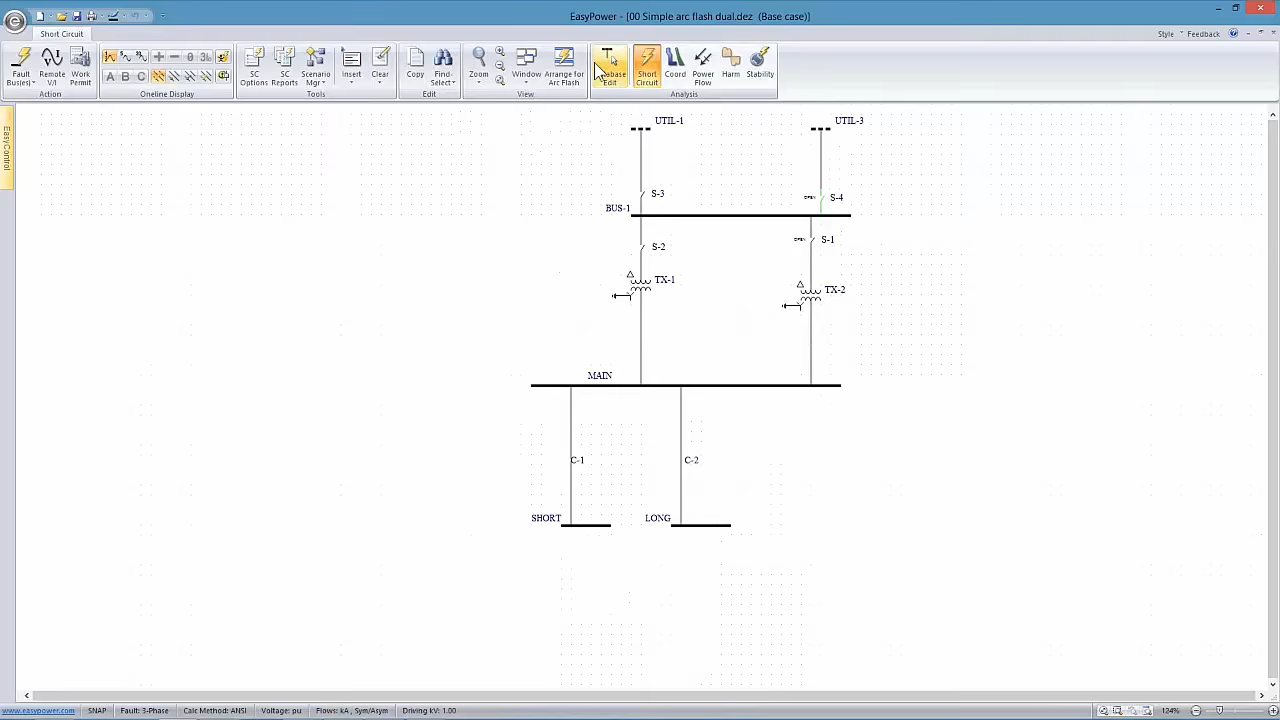 EasyPower - [00 Simple arc flash dual.dez (Base case)]
Short Circuit
Style
Feedback
Fault Bus(es)
Remote V/I
Work Permit
SC Options
SC Reports
Scenario Mgr
Insert
Clear
Copy
Find-Select
Zoom
Window
Arrange for Arc Flash
Edit
Short Circuit
Coord
Power Flow
Harm
Stability
A B C
Action
Oneline Display
Tools
Edit
View
Analysis
EasyControl
UTIL-1
UTIL-3
S-3
OPEN
S-4
BUS-1
S-2
OPEN
S-1
TX-1
TX-2
MAIN
C-1
C-2
SHORT
LONG
www.easypower.com
SNAP
Fault: 3-Phase
Calc Method: ANSI
Voltage: pu
Flows: kA , Sym/Asym
Driving kV: 1.00
124%